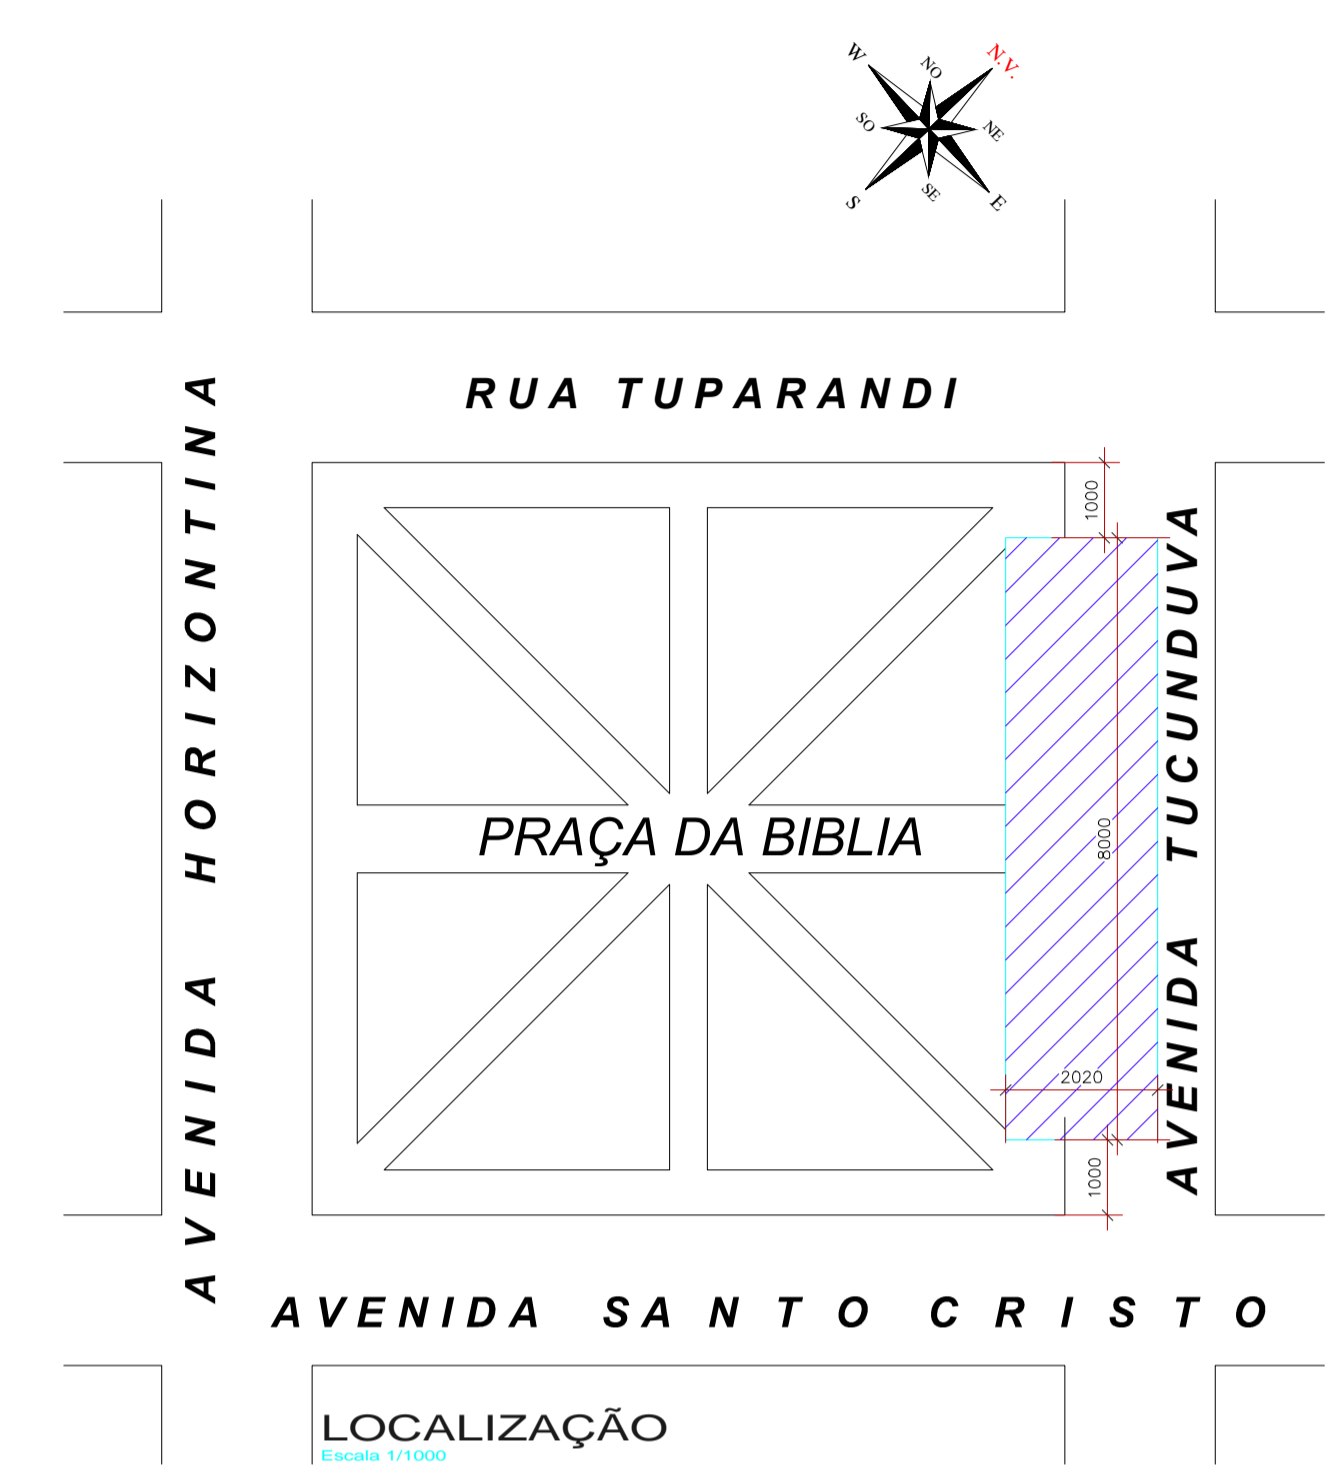 W
NO
N.V.
SO
NE
S
SE
E
RUA TUPARANDI
AVENIDA HORIZONTINA
1000
AVENIDA TUCUNDUVA
PRAÇA DA BIBLIA
8000
2020
1000
AVENIDA SANTO CRISTO
LOCALIZAÇÃO
Escala 1/1000